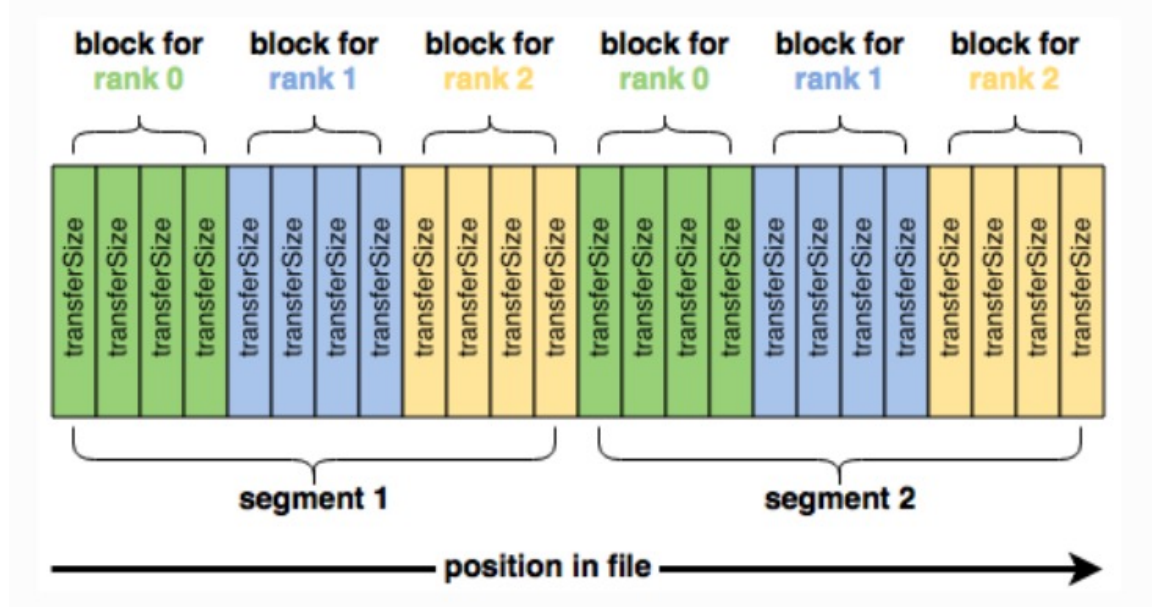 block for block for block for block for block for block for
rank 0 rank 1 rank 2 rank 0 rank 1 rank 2
transferSize transferSize transferSize transferSize transferSize transferSize transferSize transferSize transferSize transferSize transferSize transferSize transferSize transferSize transferSize transferSize transferSize transferSize transferSize transferSize transferSize transferSize transferSize transferSize
segment 1 segment 2
position in file